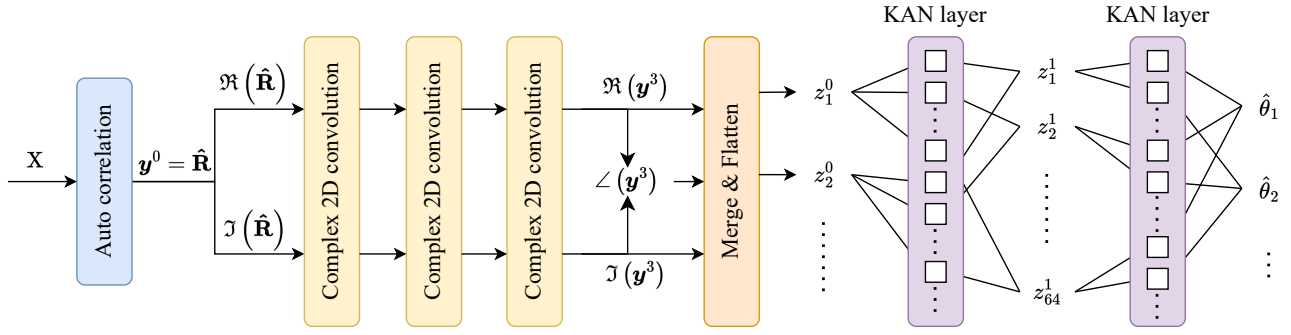 X
Auto correlation
𝒚⁰ = R̂
ℜ(R̂)
ℑ(R̂)
Complex 2D convolution
Complex 2D convolution
Complex 2D convolution
ℜ(𝒚³)
∠(𝒚³)
ℑ(𝒚³)
Merge & Flatten
z₁⁰
z₂⁰
KAN layer
z₁¹
z₂¹
z₆₄¹
KAN layer
θ̂₁
θ̂₂